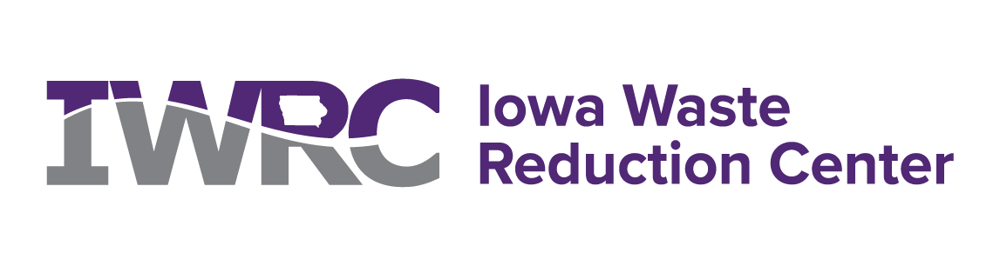 IWRC
Iowa Waste
Reduction Center